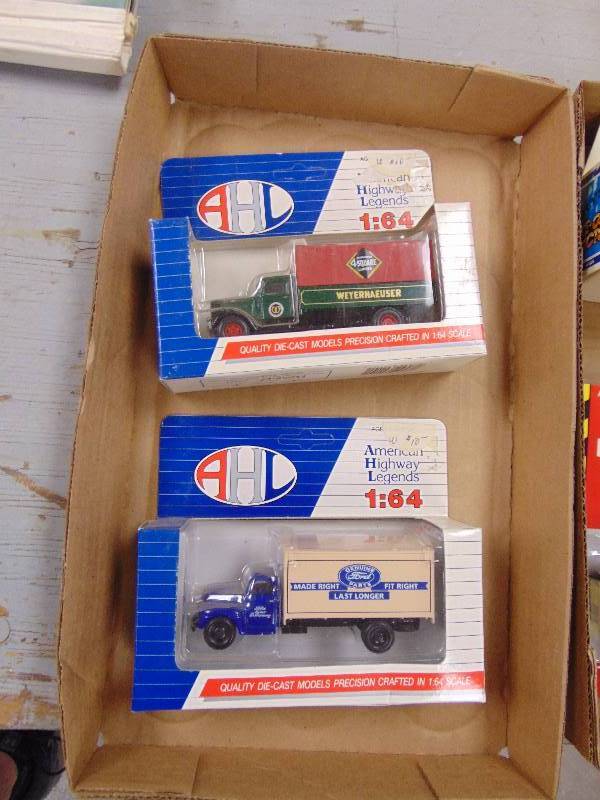 AHL
American
Highway
Legends
1:64
4 SQUARE
WEYERHAEUSER
QUALITY DIE-CAST MODELS PRECISION CRAFTED IN 1:64 SCALE
AGE
$10
AHL
American
Highway
Legends
1:64
GENUINE
Ford
PARTS
MADE RIGHT
FIT RIGHT
LAST LONGER
QUALITY DIE-CAST MODELS PRECISION CRAFTED IN 1:64 SCALE